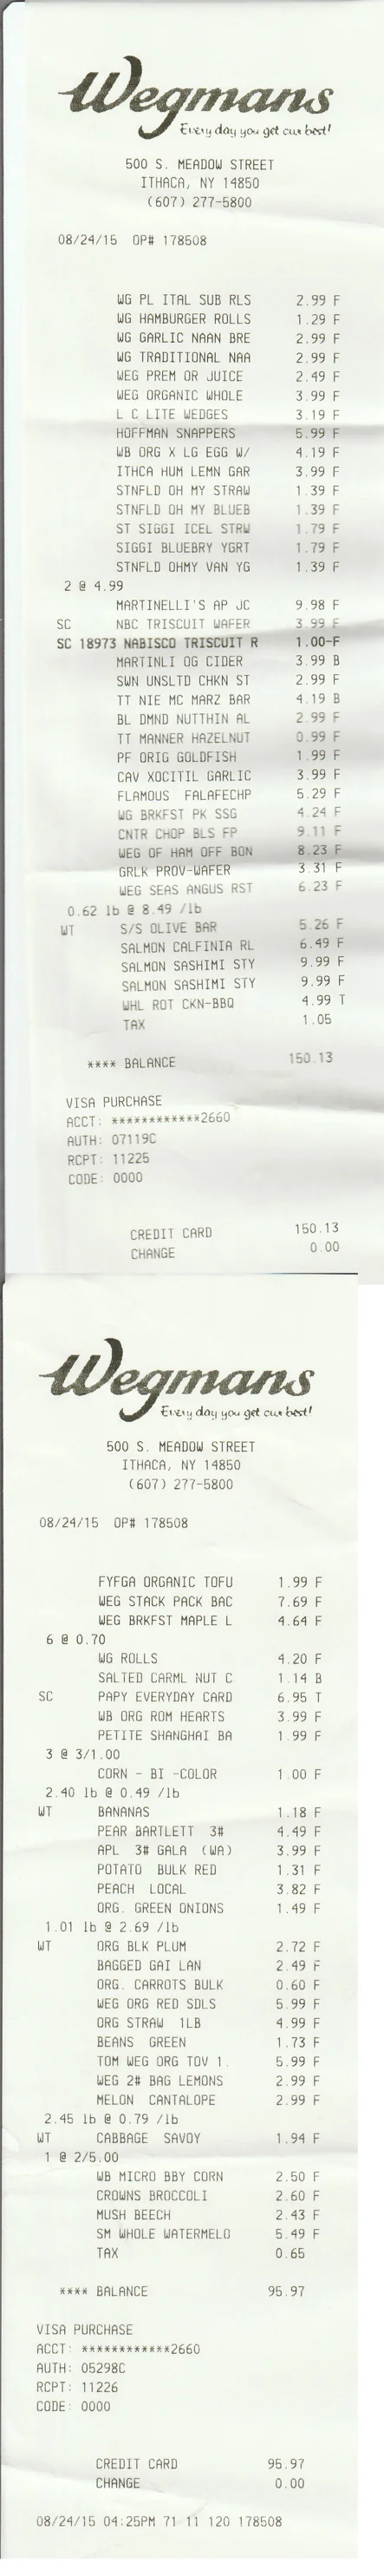 Wegmans
Every day you get our best!
500 S. MEADOW STREET
ITHACA, NY 14850
(607) 277-5800
08/24/15 OP# 178508
WG PL ITAL SUB RLS 2.99 F
WG HAMBURGER ROLLS 1.29 F
WG GARLIC NAAN BRE 2.99 F
WG TRADITIONAL NAA 2.99 F
WEG PREM OR JUICE 2.49 F
WEG ORGANIC WHOLE 3.99 F
L C LITE WEDGES 3.19 F
HOFFMAN SNAPPERS 5.99 F
WB ORG X LG EGG W/ 4.19 F
ITHCA HUM LEMN GAR 3.99 F
STNFLD OH MY STRAW 1.39 F
STNFLD OH MY BLUEB 1.39 F
ST SIGGI ICEL STRW 1.79 F
SIGGI BLUEBRY YGRT 1.79 F
STNFLD OHMY VAN YG 1.39 F
2 @ 4.99
MARTINELLI'S AP JC 9.98 F
SC NBC TRISCUIT WAFER 3.99 F
SC 18973 NABISCO TRISCUIT R 1.00-F
MARTINLI OG CIDER 3.99 B
SWN UNSLTD CHKN ST 2.99 F
TT NIE MC MARZ BAR 4.19 B
BL DMND NUTTHIN AL 2.99 F
TT MANNER HAZELNUT 0.99 F
PF ORIG GOLDFISH 1.99 F
CAV XOCITIL GARLIC 3.99 F
FLAMOUS FALAFECHP 5.29 F
WG BRKFST PK SSG 4.24 F
CNTR CHOP BLS FP 9.11 F
WEG OF HAM OFF BON 8.23 F
GRLK PROV-WAFER 3.31 F
WEG SEAS ANGUS RST 6.23 F
0.62 lb @ 8.49 /lb
WT S/S OLIVE BAR 5.26 F
SALMON CALFINIA RL 6.49 F
SALMON SASHIMI STY 9.99 F
SALMON SASHIMI STY 9.99 F
WHL ROT CKN-BBQ 4.99 T
TAX 1.05
**** BALANCE 150.13
VISA PURCHASE
ACCT: ************2660
AUTH: 07119C
RCPT: 11225
CODE: 0000
CREDIT CARD 150.13
CHANGE 0.00
Wegmans
Every day you get our best!
500 S. MEADOW STREET
ITHACA, NY 14850
(607) 277-5800
08/24/15 OP# 178508
FYFGA ORGANIC TOFU 1.99 F
WEG STACK PACK BAC 7.69 F
WEG BRKFST MAPLE L 4.64 F
6 @ 0.70
WG ROLLS 4.20 F
SALTED CARML NUT C 1.14 B
SC PAPY EVERYDAY CARD 6.95 T
WB ORG ROM HEARTS 3.99 F
PETITE SHANGHAI BA 1.99 F
3 @ 3/1.00
CORN - BI -COLOR 1.00 F
2.40 lb @ 0.49 /lb
WT BANANAS 1.18 F
PEAR BARTLETT 3# 4.49 F
APL 3# GALA (WA) 3.99 F
POTATO BULK RED 1.31 F
PEACH LOCAL 3.82 F
ORG. GREEN ONIONS 1.49 F
1.01 lb @ 2.69 /lb
WT ORG BLK PLUM 2.72 F
BAGGED GAI LAN 2.49 F
ORG. CARROTS BULK 0.60 F
WEG ORG RED SDLS 5.99 F
ORG STRAW 1LB 4.99 F
BEANS GREEN 1.73 F
TOM WEG ORG TOV 1. 5.99 F
WEG 2# BAG LEMONS 2.99 F
MELON CANTALOPE 2.99 F
2.45 lb @ 0.79 /lb
WT CABBAGE SAVOY 1.94 F
1 @ 2/5.00
WB MICRO BBY CORN 2.50 F
CROWNS BROCCOLI 2.60 F
MUSH BEECH 2.43 F
SM WHOLE WATERMELO 5.49 F
TAX 0.65
**** BALANCE 95.97
VISA PURCHASE
ACCT: ************2660
AUTH: 05298C
RCPT: 11226
CODE: 0000
CREDIT CARD 95.97
CHANGE 0.00
08/24/15 04:25PM 71 11 120 178508